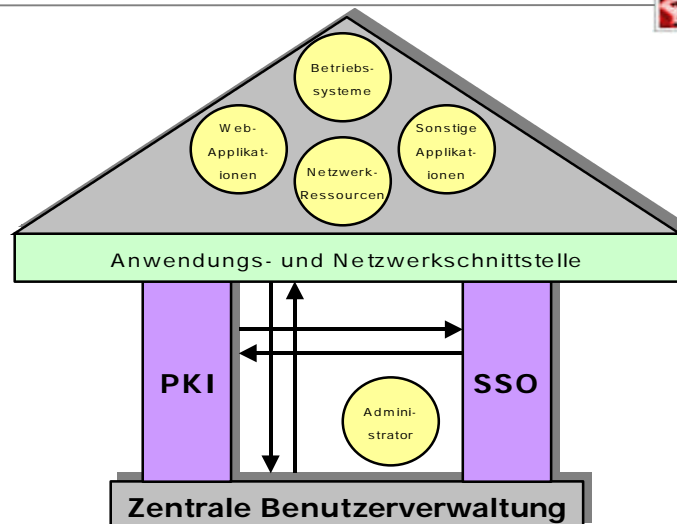 Betriebs-
systeme
Web-
Applikat-
ionen
Sonstige
Applikat-
ionen
Netzwerk-
Ressourcen
Anwendungs- und Netzwerkschnittstelle
PKI
SSO
Admini-
strator
Zentrale Benutzerverwaltung